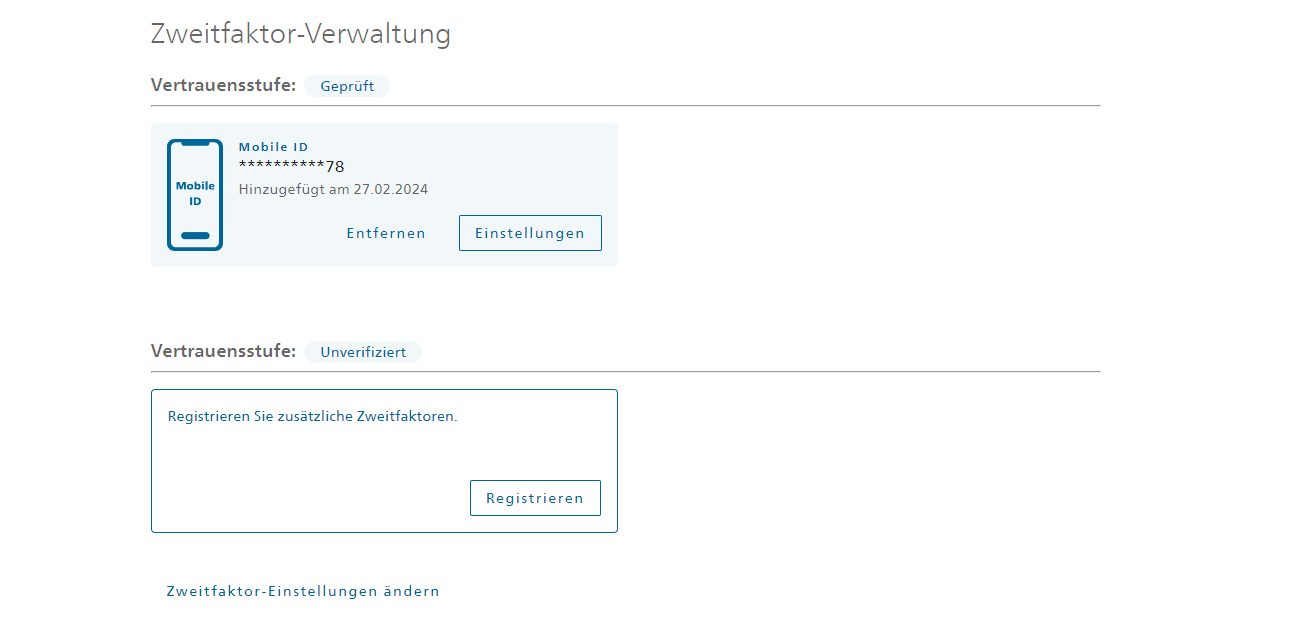 Zweitfaktor-Verwaltung
Vertrauensstufe: Geprüft
Mobile ID
**********78
Mobile
ID
Hinzugefügt am 27.02.2024
Entfernen Einstellungen
Vertrauensstufe: Unverifiziert
Registrieren Sie zusätzliche Zweitfaktoren.
Registrieren
Zweitfaktor-Einstellungen ändern